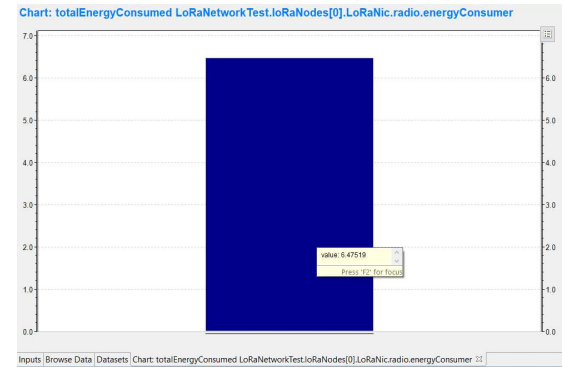 Chart: totalEnergyConsumed LoRaNetworkTest.loRaNodes[0].LoRaNic.radio.energyConsumer
7.0
6.0 6.0
5.0 5.0
4.0 4.0
3.0 3.0
2.0 2.0
value: 6.47519
Press 'F2' for focus
1.0 1.0
0.0 0.0
Inputs Browse Data Datasets Chart: totalEnergyConsumed LoRaNetworkTest.loRaNodes[0].LoRaNic.radio.energyConsumer